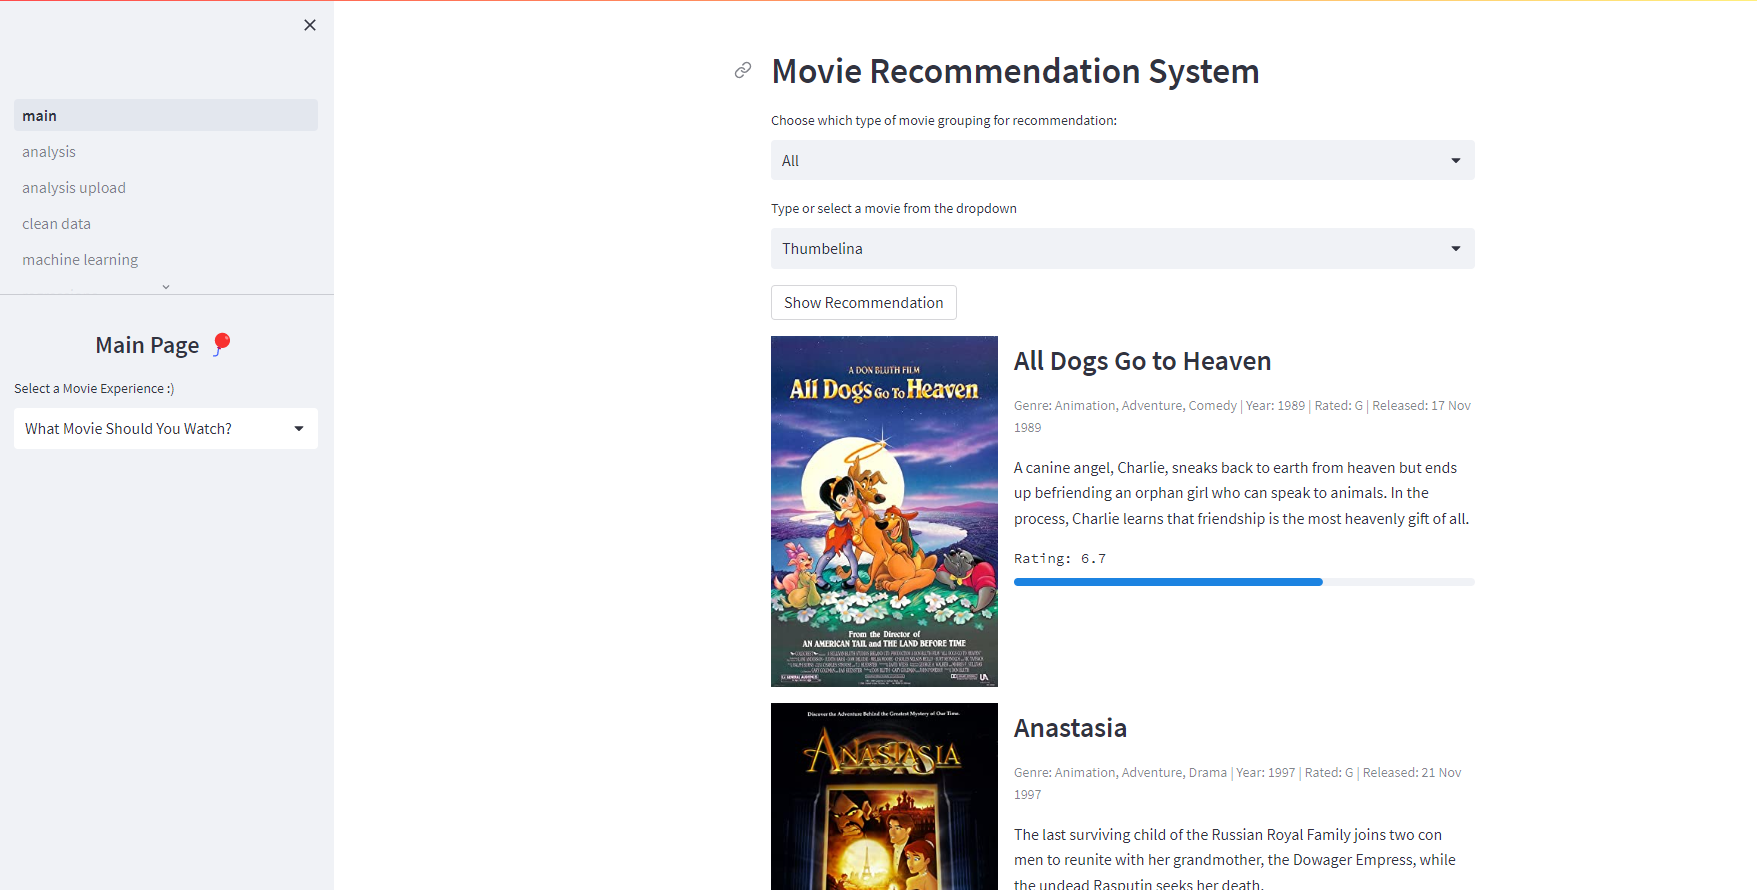 main
analysis
analysis upload
clean data
machine learning
Main Page
Select a Movie Experience :)
What Movie Should You Watch?
Movie Recommendation System
Choose which type of movie grouping for recommendation:
All
Type or select a movie from the dropdown
Thumbelina
Show Recommendation
A DON BLUTH FILM
All Dogs Go To Heaven
From the Director of
AN AMERICAN TAIL and THE LAND BEFORE TIME
All Dogs Go to Heaven
Genre: Animation, Adventure, Comedy | Year: 1989 | Rated: G | Released: 17 Nov
1989
A canine angel, Charlie, sneaks back to earth from heaven but ends
up befriending an orphan girl who can speak to animals. In the
process, Charlie learns that friendship is the most heavenly gift of all.
Rating: 6.7
Discover the Adventure Behind the Greatest Mystery of Our Time.
ANASTASIA
Anastasia
Genre: Animation, Adventure, Drama | Year: 1997 | Rated: G | Released: 21 Nov
1997
The last surviving child of the Russian Royal Family joins two con
men to reunite with her grandmother, the Dowager Empress, while
the undead Rasputin seeks her death.